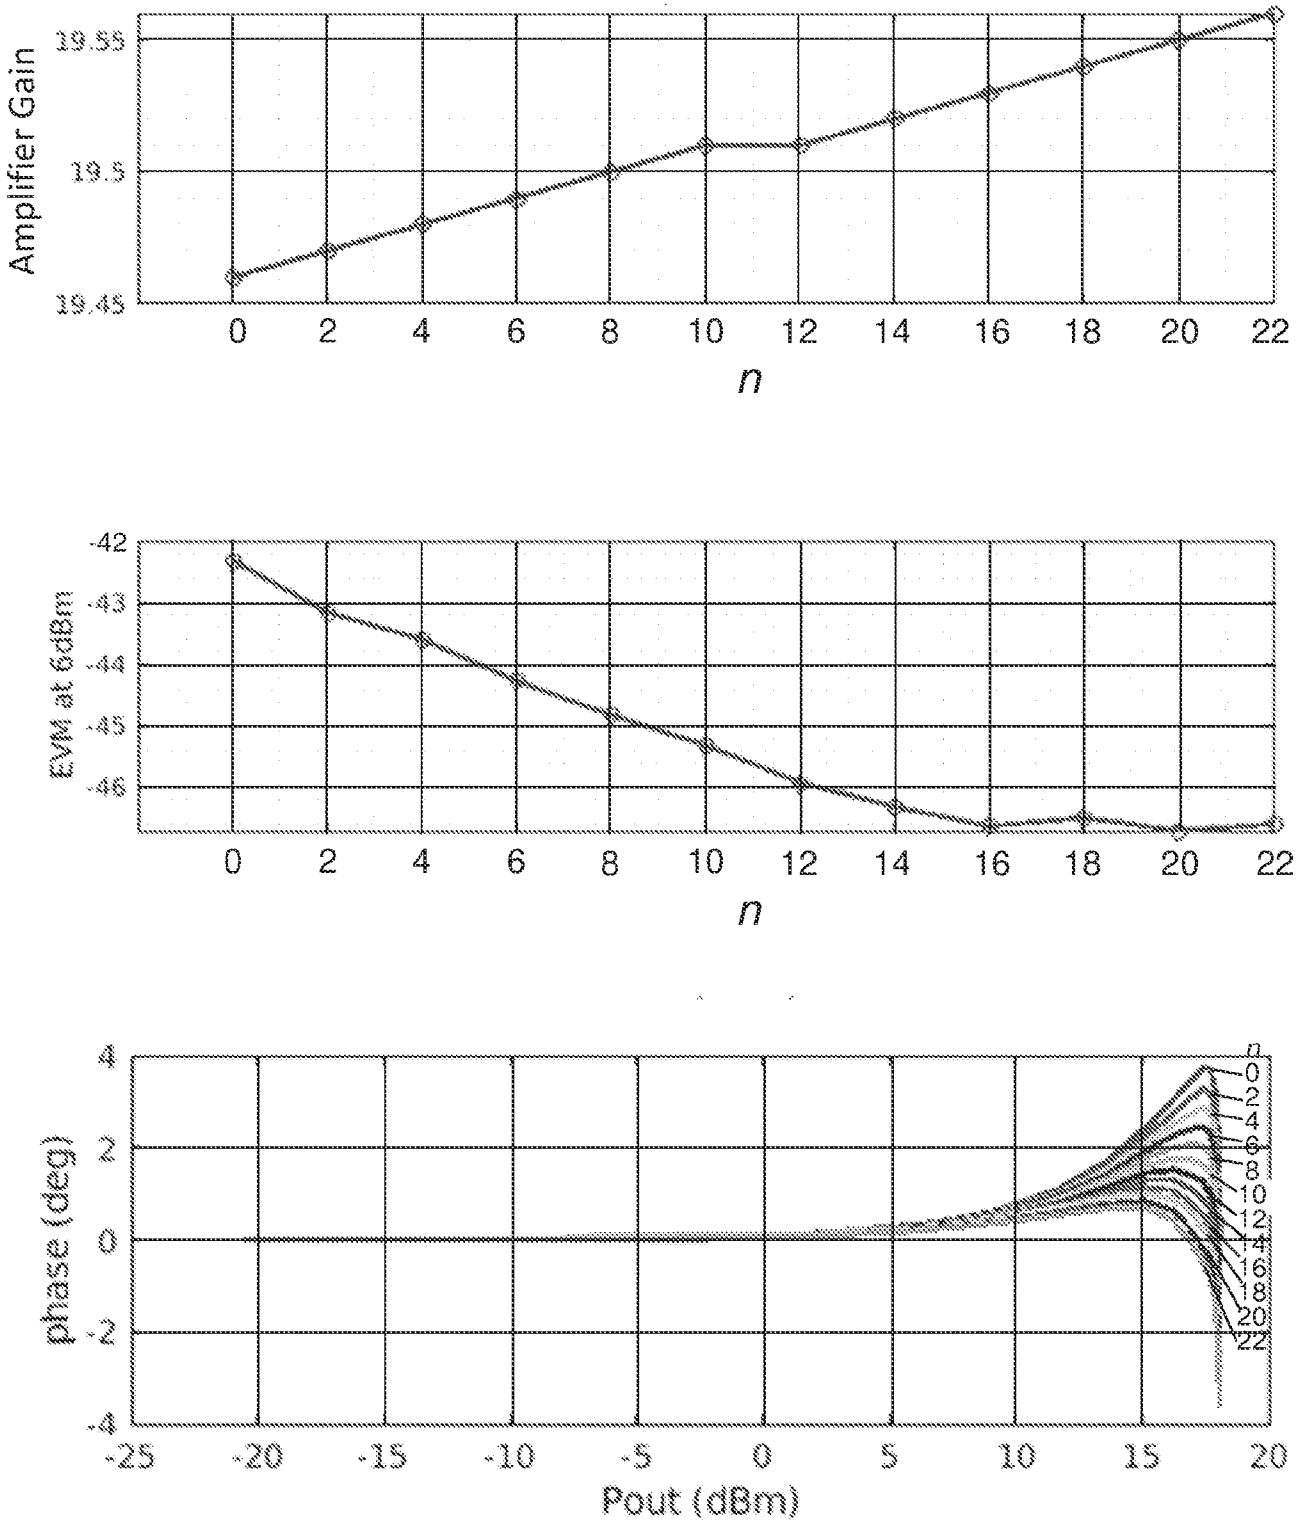 Amplifier Gain
19.55
19.5
19.45
0 2 4 6 8 10 12 14 16 18 20 22
n
EVM at 6dBm
-42
-43
-44
-45
-46
0 2 4 6 8 10 12 14 16 18 20 22
n
phase (deg)
4
2
0
-2
-4
n
0
2
4
6
8
10
12
14
16
18
20
22
-25 -20 -15 -10 -5 0 5 10 15 20
Pout (dBm)